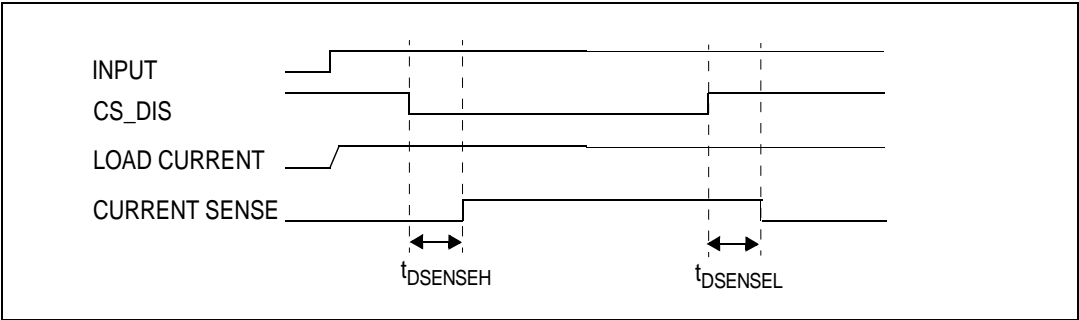 INPUT
CS_DIS
LOAD CURRENT
CURRENT SENSE
tDSENSEH
tDSENSEL